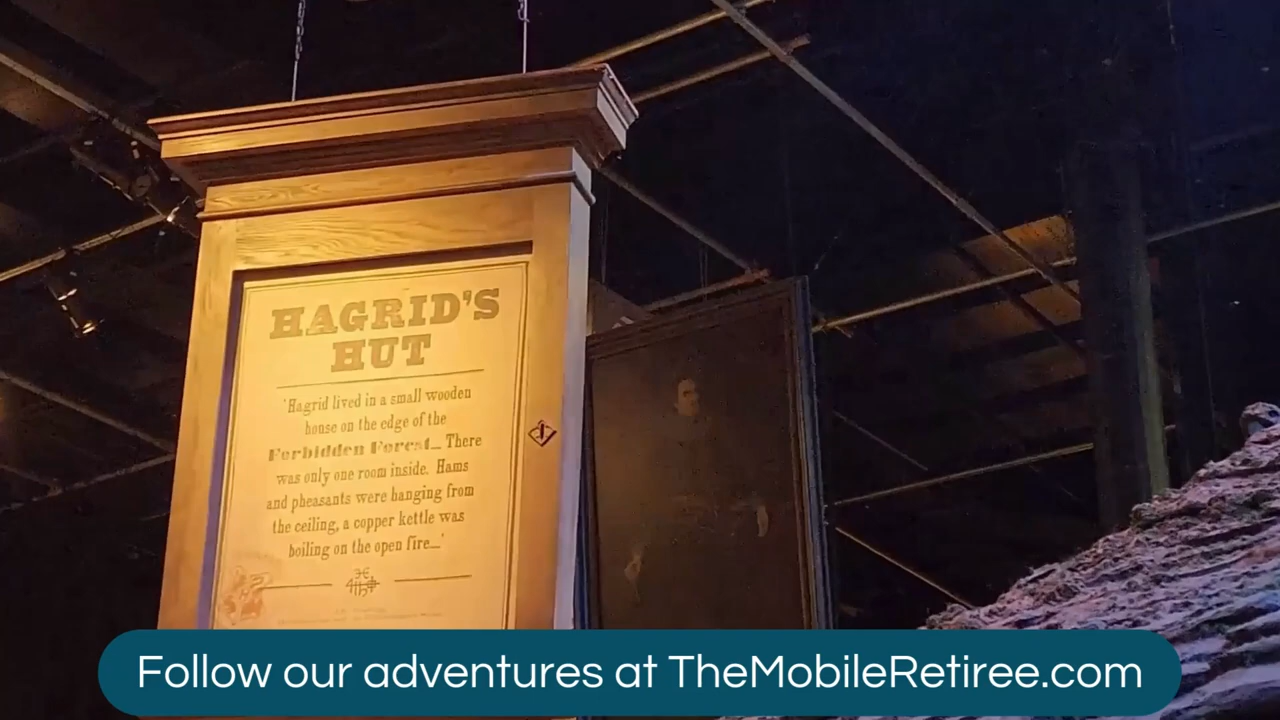 HAGRID'S
HUT
'Hagrid lived in a small wooden
house on the edge of the
Forbidden Forest... There
was only one room inside. Hams
and pheasants were hanging from
the ceiling, a copper kettle was
boiling on the open fire...'
Follow our adventures at TheMobileRetiree.com